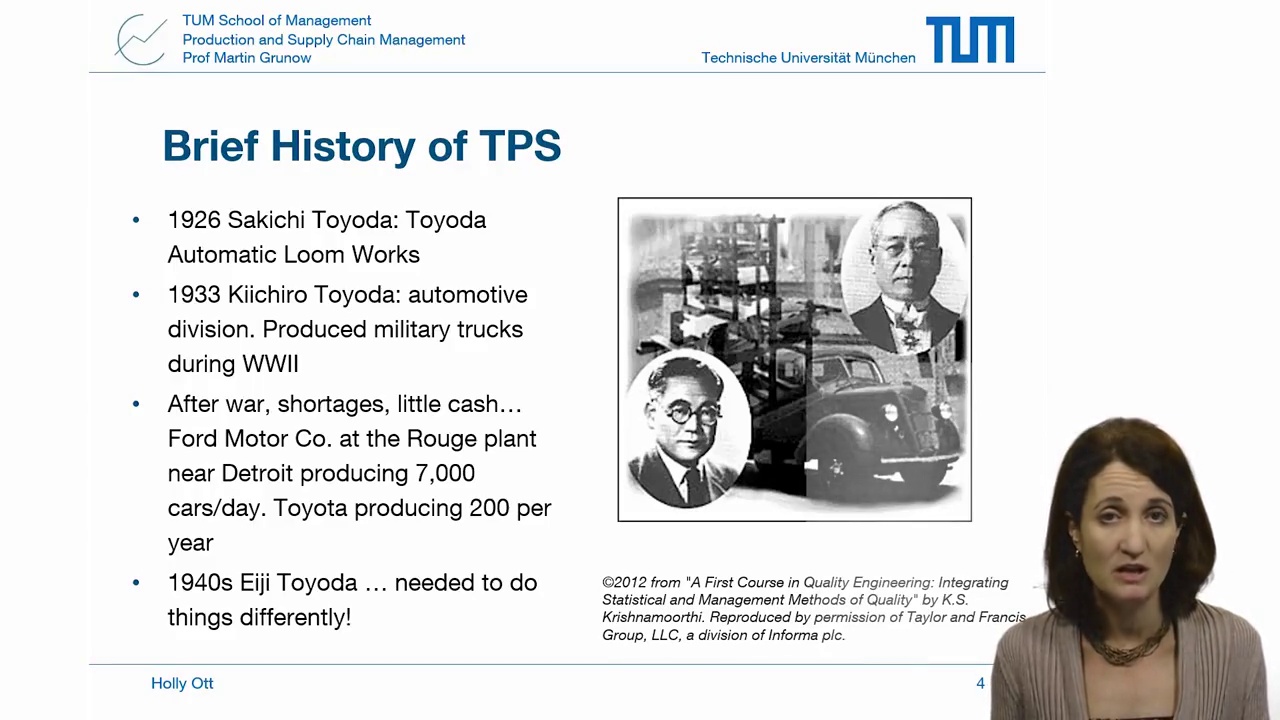 TUM School of Management
Production and Supply Chain Management
Prof Martin Grunow
Technische Universität München
TUM
Brief History of TPS
• 1926 Sakichi Toyoda: Toyoda
Automatic Loom Works
• 1933 Kiichiro Toyoda: automotive
division. Produced military trucks
during WWII
• After war, shortages, little cash…
Ford Motor Co. at the Rouge plant
near Detroit producing 7,000
cars/day. Toyota producing 200 per
year
• 1940s Eiji Toyoda … needed to do
things differently!
©2012 from "A First Course in Quality Engineering: Integrating
Statistical and Management Methods of Quality" by K.S.
Krishnamoorthi. Reproduced by permission of Taylor and Francis
Group, LLC, a division of Informa plc.
Holly Ott
4